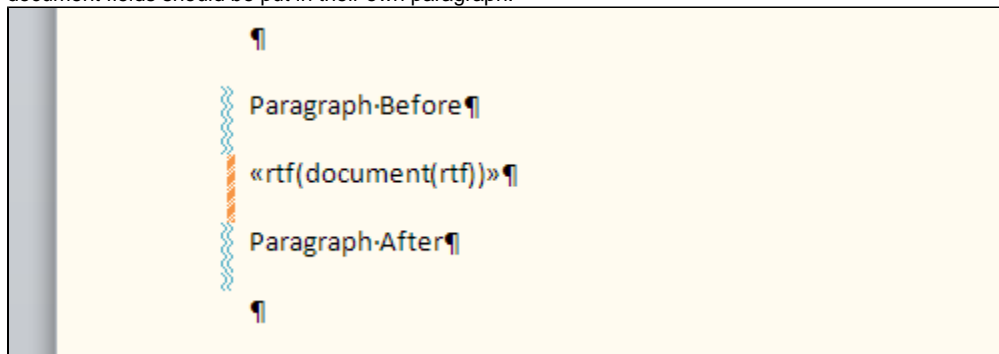 document fields should be put in their own paragraph.
¶
Paragraph·Before¶
«rtf(document(rtf))»¶
Paragraph·After¶
¶